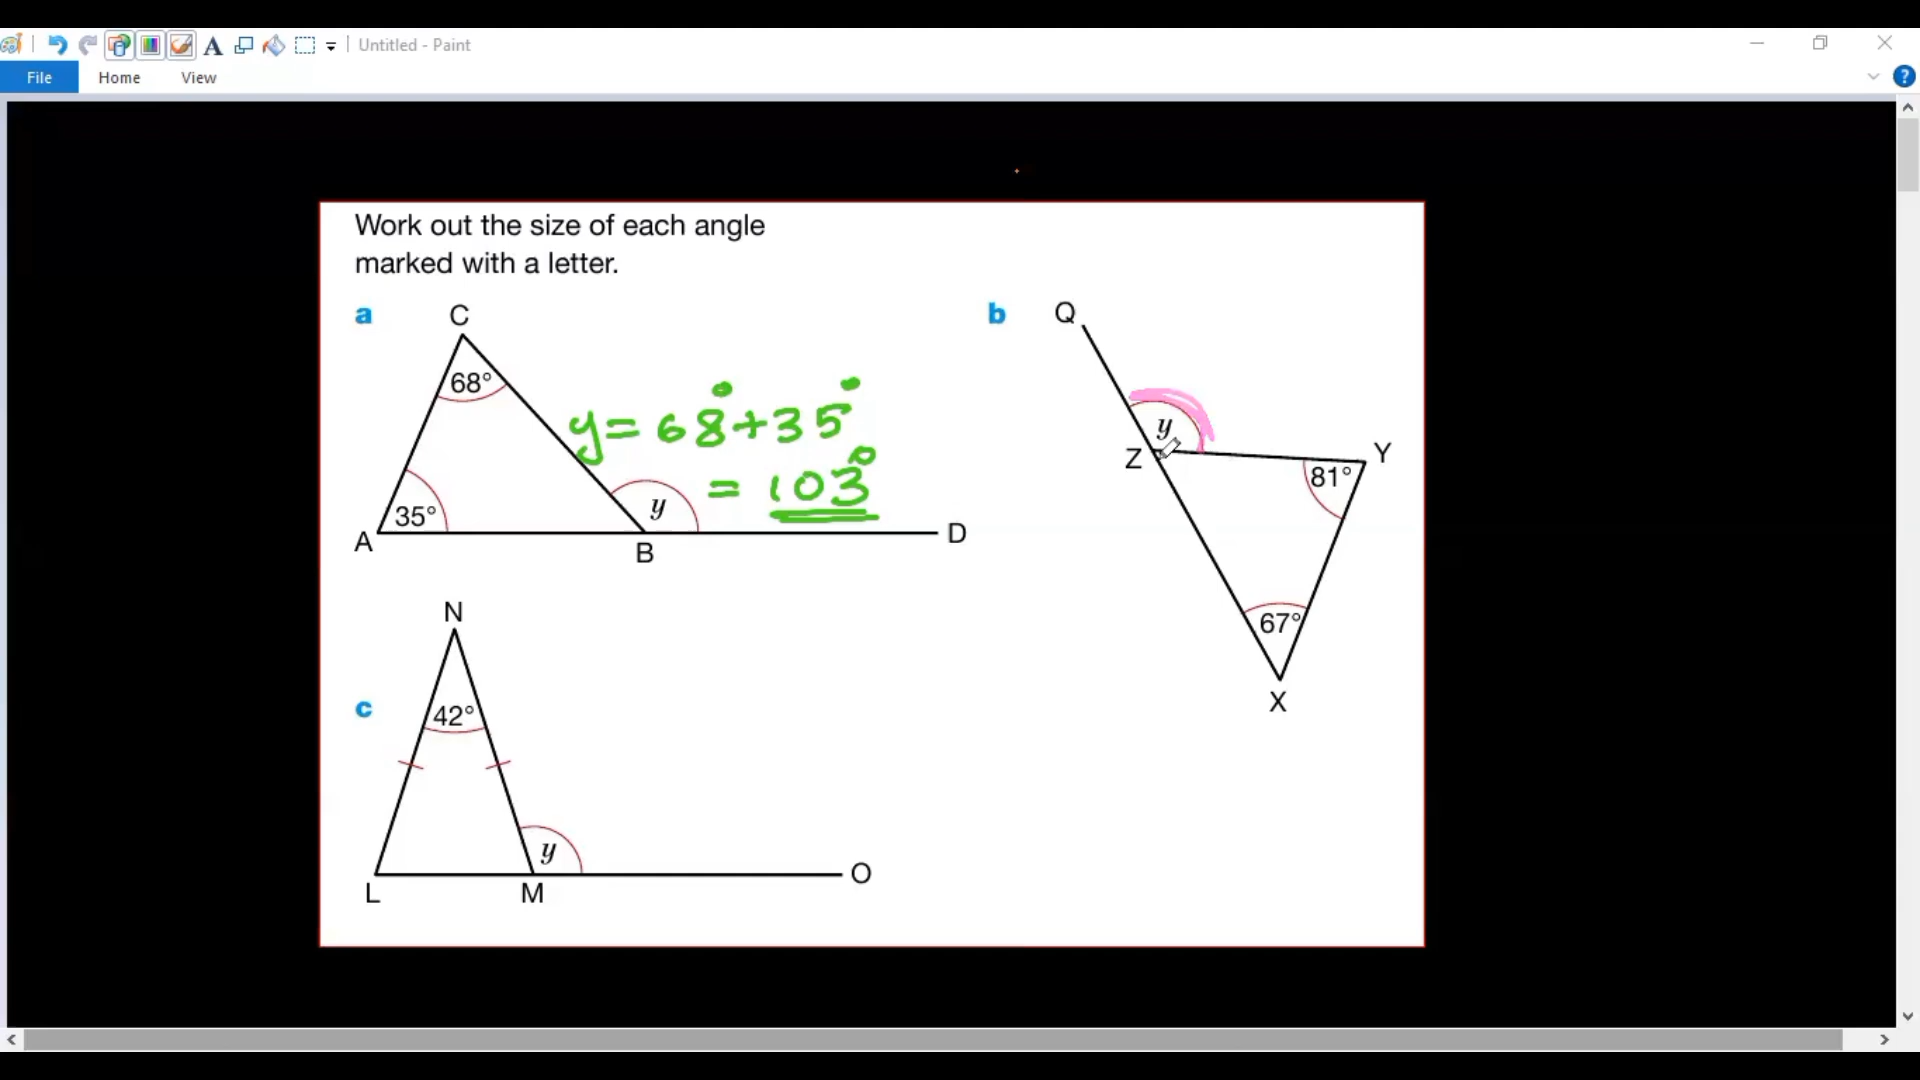 Untitled - Paint
File Home View
Work out the size of each angle
marked with a letter.
a
C
68°
35°
y
A
B
D
y = 68° + 35°
= 103°
b
Q
y
Z
Y
81°
67°
X
c
N
42°
y
L
M
O